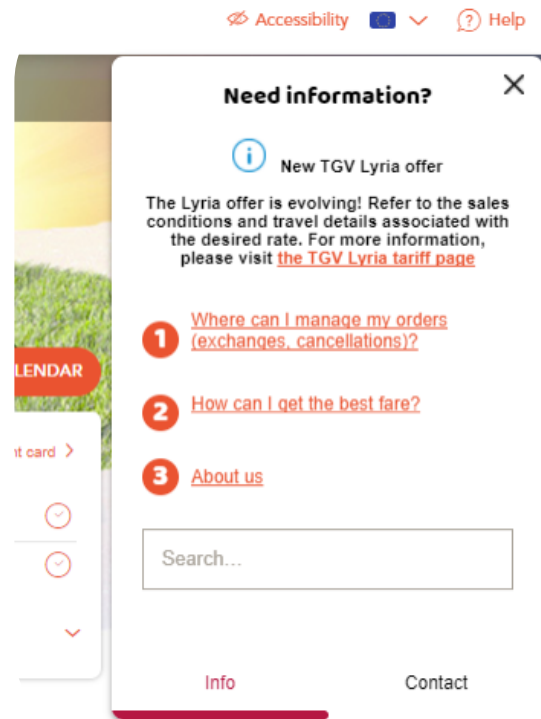 Accessibility
Help
Need information?
New TGV Lyria offer
The Lyria offer is evolving! Refer to the sales
conditions and travel details associated with
the desired rate. For more information,
please visit the TGV Lyria tariff page
LENDAR
1 Where can I manage my orders
(exchanges, cancellations)?
2 How can I get the best fare?
nt card
3 About us
Search...
Info
Contact